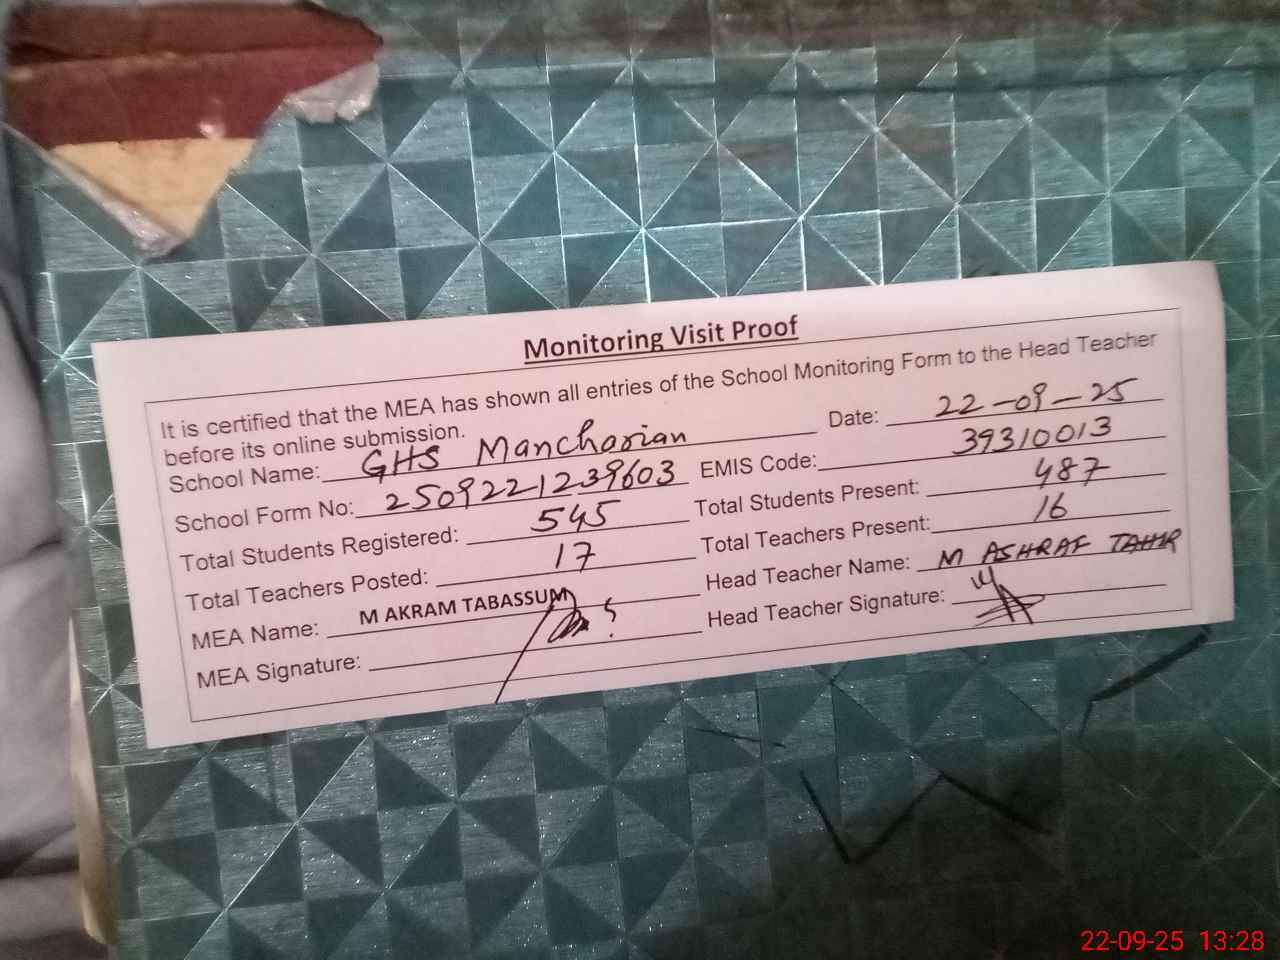 Monitoring Visit Proof
It is certified that the MEA has shown all entries of the School Monitoring Form to the Head Teacher
before its online submission.
School Name: GHS Mancharian Date: 22-09-25
School Form No: 2509221239603 EMIS Code: 39310013
Total Students Registered: 545 Total Students Present: 487
Total Teachers Posted: 17 Total Teachers Present: 16
MEA Name: M AKRAM TABASSUM Head Teacher Name: M ASHRAF TAHIR
MEA Signature: Head Teacher Signature:
22-09-25 13:28